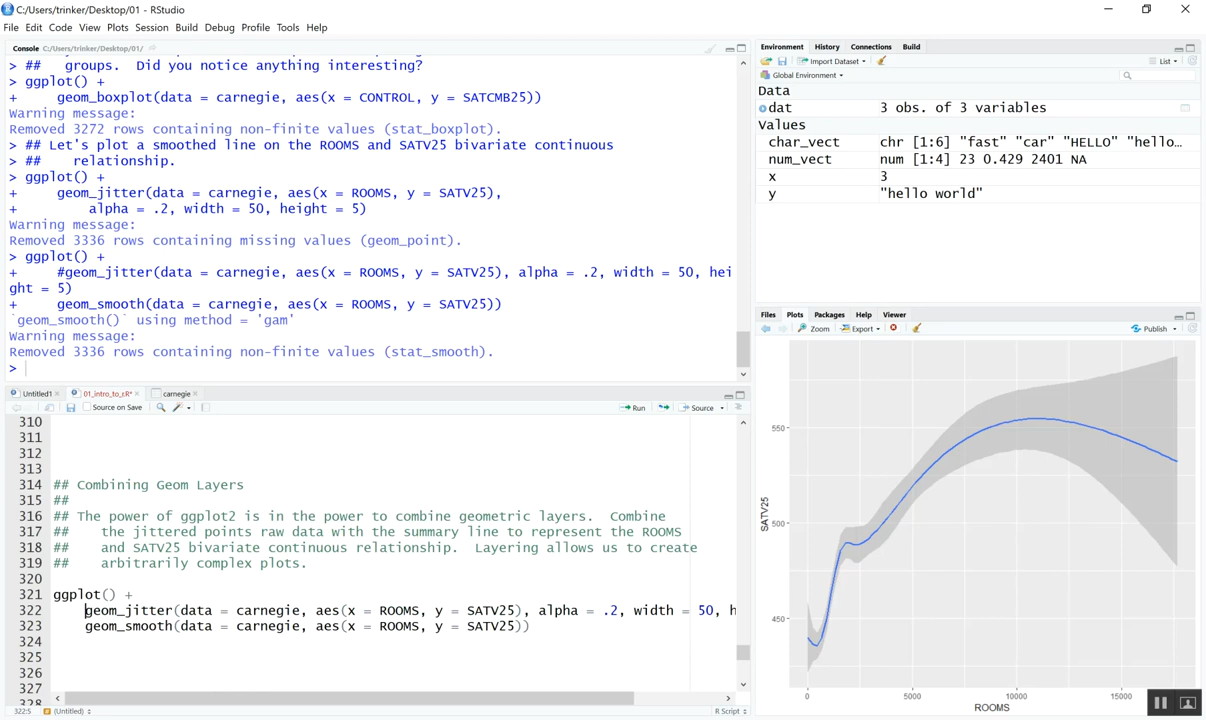 C:/Users/trinker/Desktop/01 - RStudio
File Edit Code View Plots Session Build Debug Profile Tools Help
Console C:/Users/trinker/Desktop/01/
> ## groups. Did you notice anything interesting?
> ggplot() +
+ geom_boxplot(data = carnegie, aes(x = CONTROL, y = SATCMB25))
Warning message:
Removed 3272 rows containing non-finite values (stat_boxplot).
> ## Let's plot a smoothed line on the ROOMS and SATV25 bivariate continuous
> ## relationship.
> ggplot() +
+ geom_jitter(data = carnegie, aes(x = ROOMS, y = SATV25),
+ alpha = .2, width = 50, height = 5)
Warning message:
Removed 3336 rows containing missing values (geom_point).
> ggplot() +
+ #geom_jitter(data = carnegie, aes(x = ROOMS, y = SATV25), alpha = .2, width = 50, hei
ght = 5)
+ geom_smooth(data = carnegie, aes(x = ROOMS, y = SATV25))
`geom_smooth()` using method = 'gam'
Warning message:
Removed 3336 rows containing non-finite values (stat_smooth).
>
Untitled1 01_intro_to_r.R* carnegie
Source on Save Run Source
310
311
312
313
314 ## Combining Geom Layers
315 ##
316 ## The power of ggplot2 is in the power to combine geometric layers. Combine
317 ## the jittered points raw data with the summary line to represent the ROOMS
318 ## and SATV25 bivariate continuous relationship. Layering allows us to create
319 ## arbitrarily complex plots.
320
321 ggplot() +
322 geom_jitter(data = carnegie, aes(x = ROOMS, y = SATV25), alpha = .2, width = 50, h
323 geom_smooth(data = carnegie, aes(x = ROOMS, y = SATV25))
324
325
326
327
328
322:5 (Untitled) R Script
Environment History Connections Build
Import Dataset List
Global Environment
Data
dat 3 obs. of 3 variables
Values
char_vect chr [1:6] "fast" "car" "HELLO" "hello…
num_vect num [1:4] 23 0.429 2401 NA
x 3
y "hello world"
Files Plots Packages Help Viewer
Zoom Export Publish
550
500
450
SATV25
0 5000 10000 15000
ROOMS